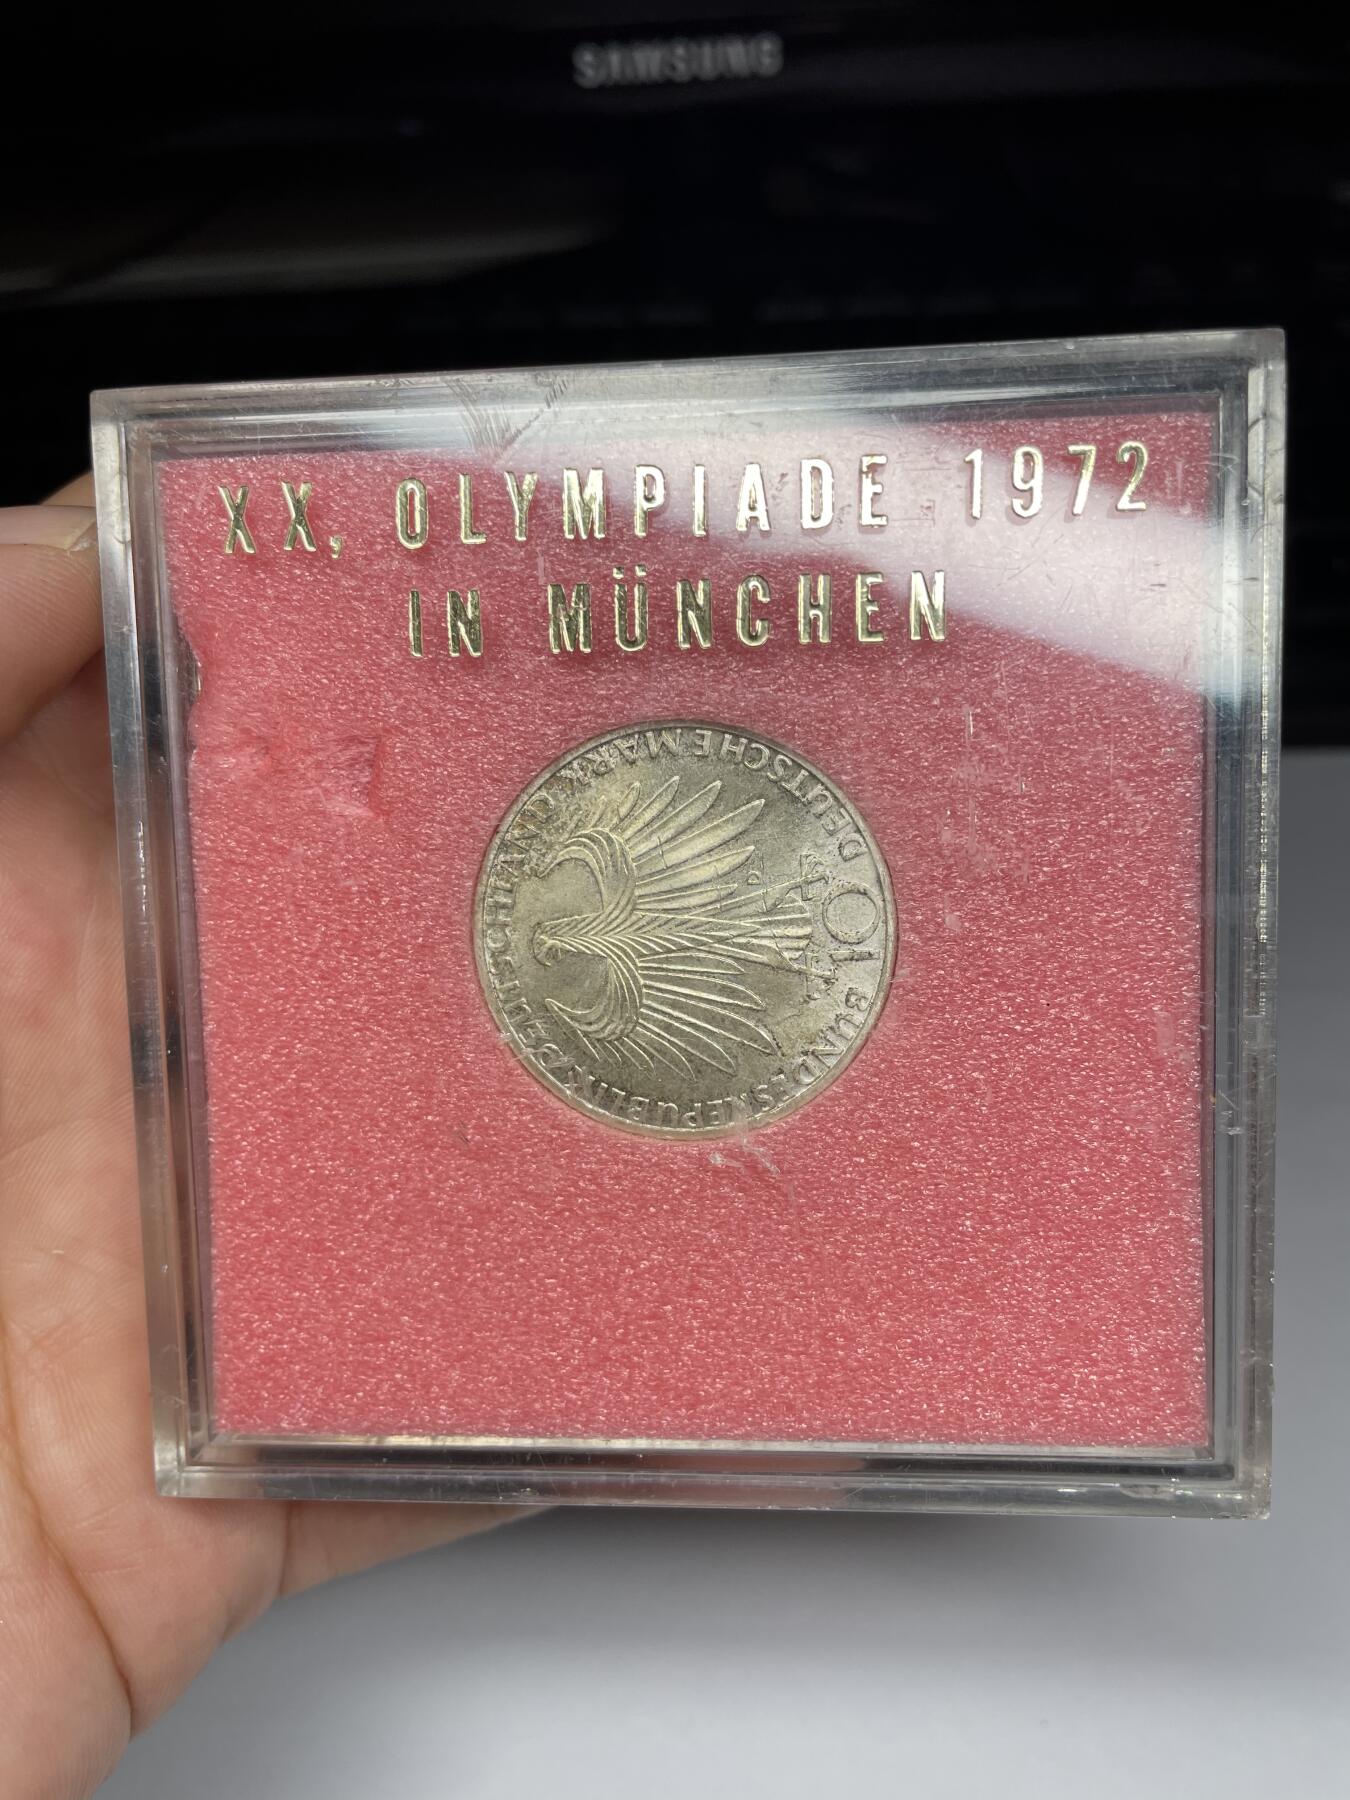 SAMSUNG
XX, OLYMPIADE 1972
IN MÜNCHEN
BUNDESREPUBLIK DEUTSCHLAND
10 DEUTSCHE MARK
D